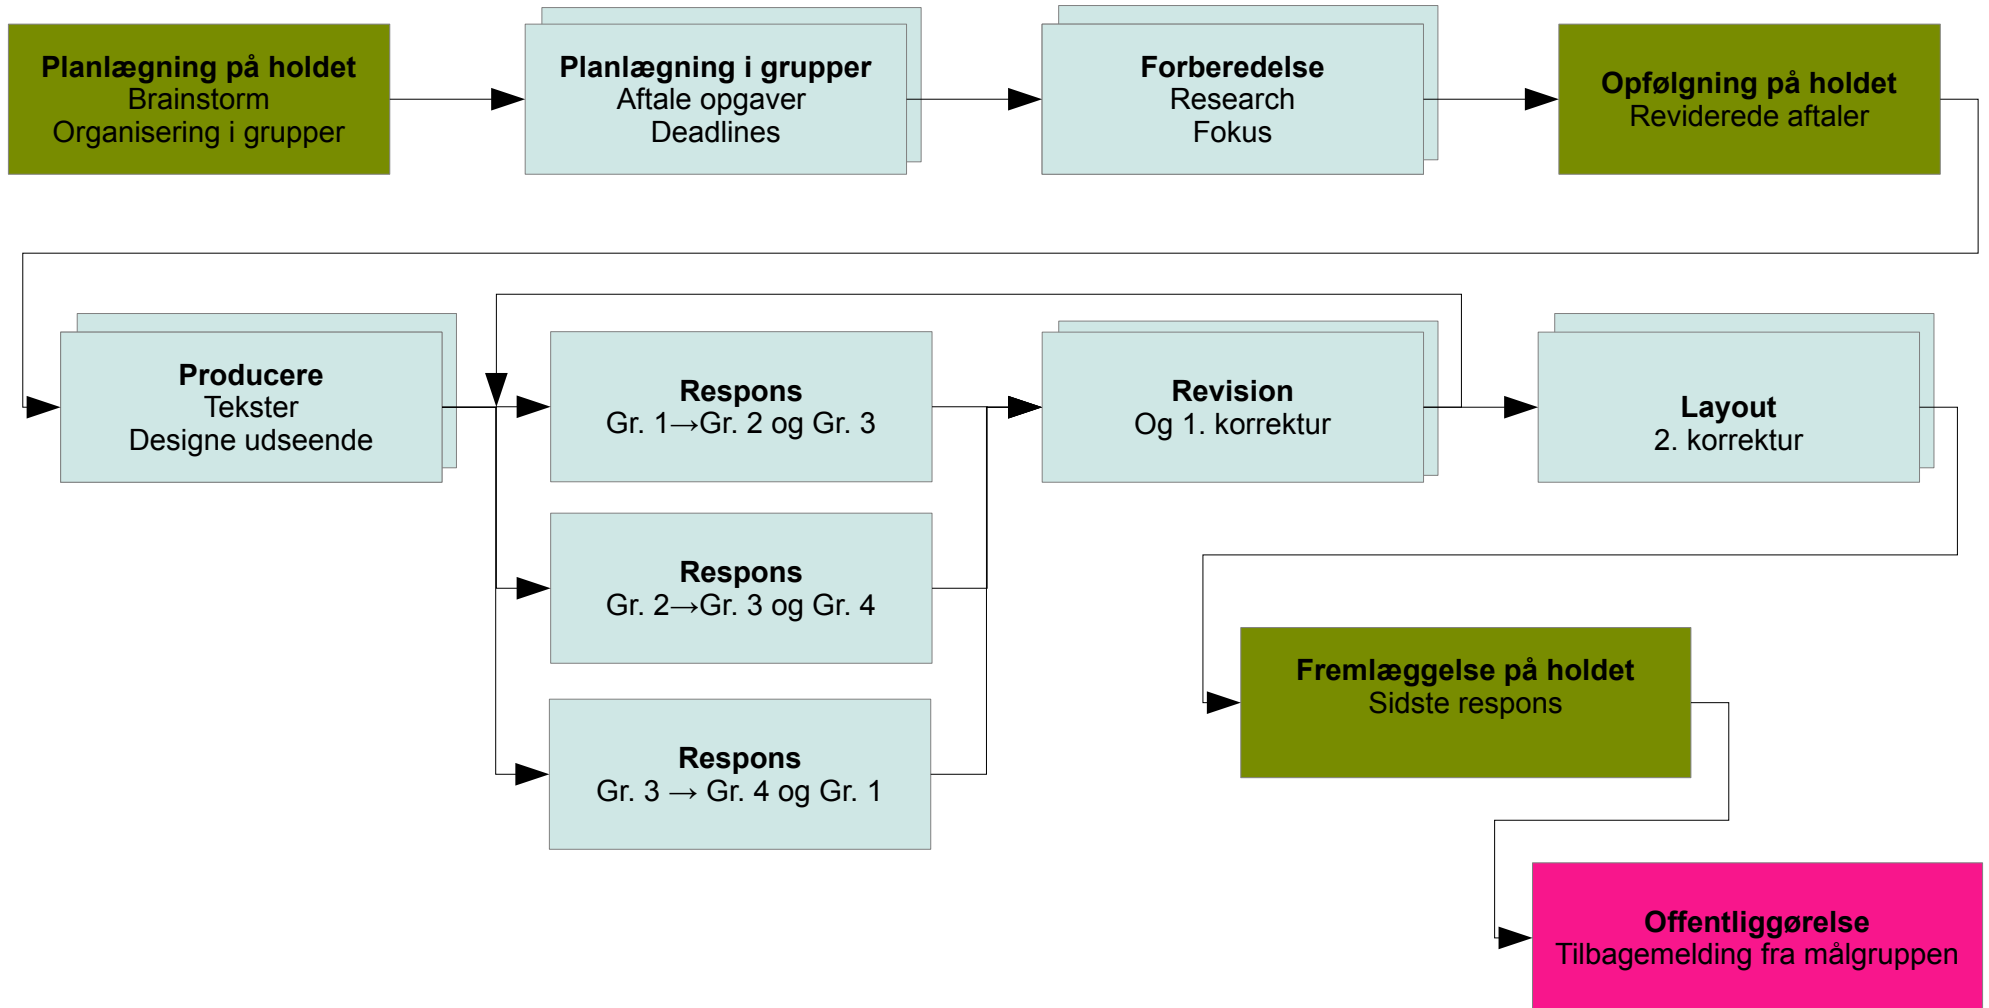 Planlægning på holdet
Brainstorm
Organisering i grupper
Planlægning i grupper
Aftale opgaver
Deadlines
Forberedelse
Research
Fokus
Opfølgning på holdet
Reviderede aftaler
Producere
Tekster
Designe udseende
Respons
Gr. 1→Gr. 2 og Gr. 3
Respons
Gr. 2→Gr. 3 og Gr. 4
Respons
Gr. 3 → Gr. 4 og Gr. 1
Revision
Og 1. korrektur
Layout
2. korrektur
Fremlæggelse på holdet
Sidste respons
Offentliggørelse
Tilbagemelding fra målgruppen